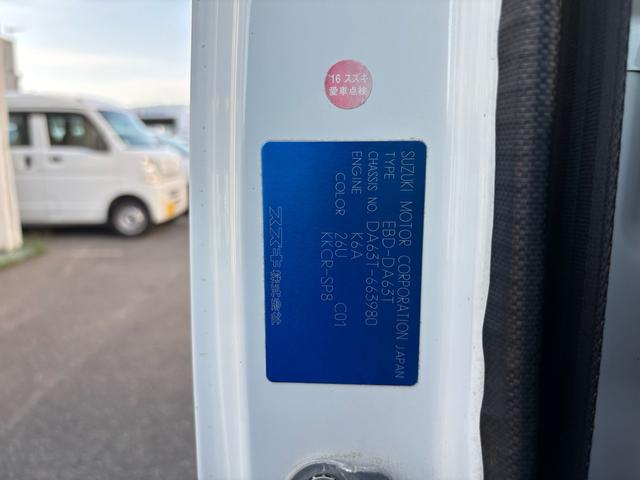 '16 スズキ
愛車点検
SUZUKI MOTOR CORPORATION JAPAN
TYPE EBD-DA63T
CHASSIS NO. DA63T-663980
ENGINE K6A
COLOR 26U C01
KKCR-SP8
スズキ株式会社